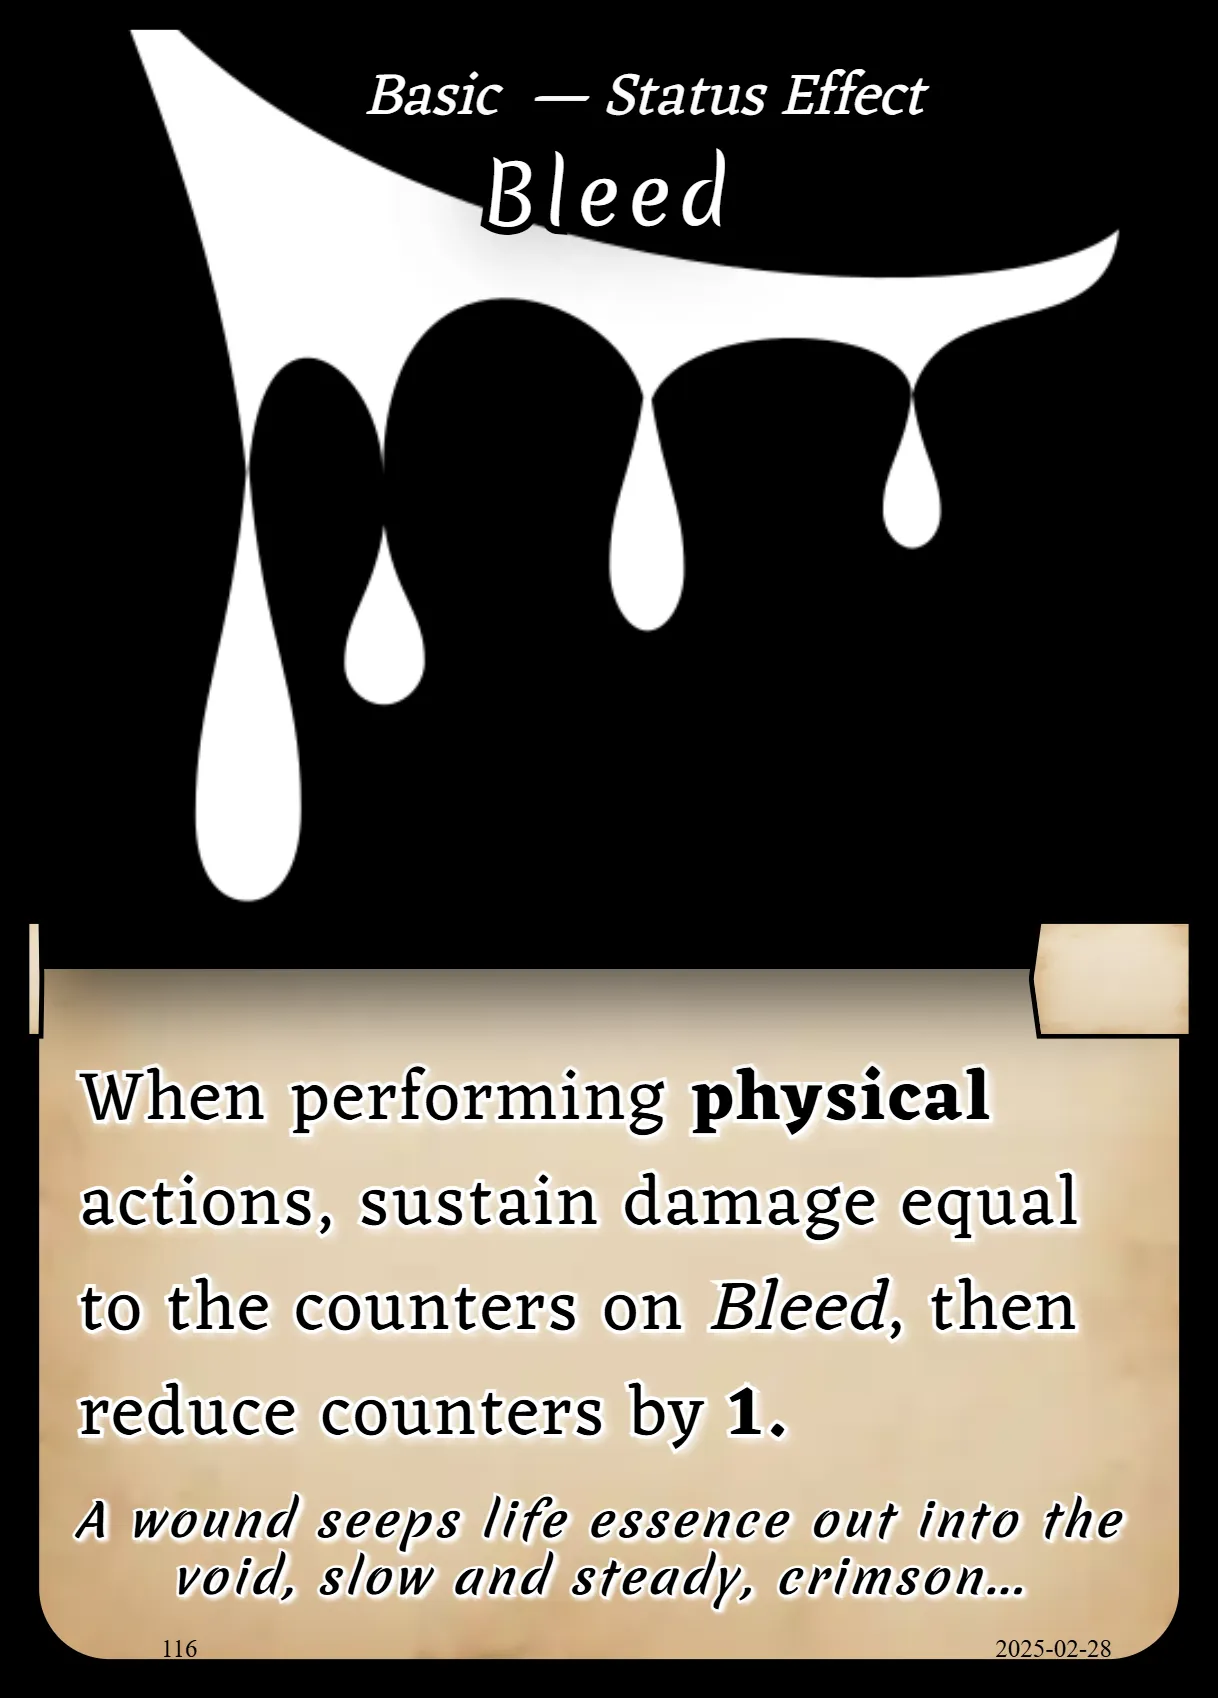 Basic — Status Effect
Bleed
When performing physical
actions, sustain damage equal
to the counters on Bleed, then
reduce counters by 1.
A wound seeps life essence out into the
void, slow and steady, crimson...
116
2025-02-28